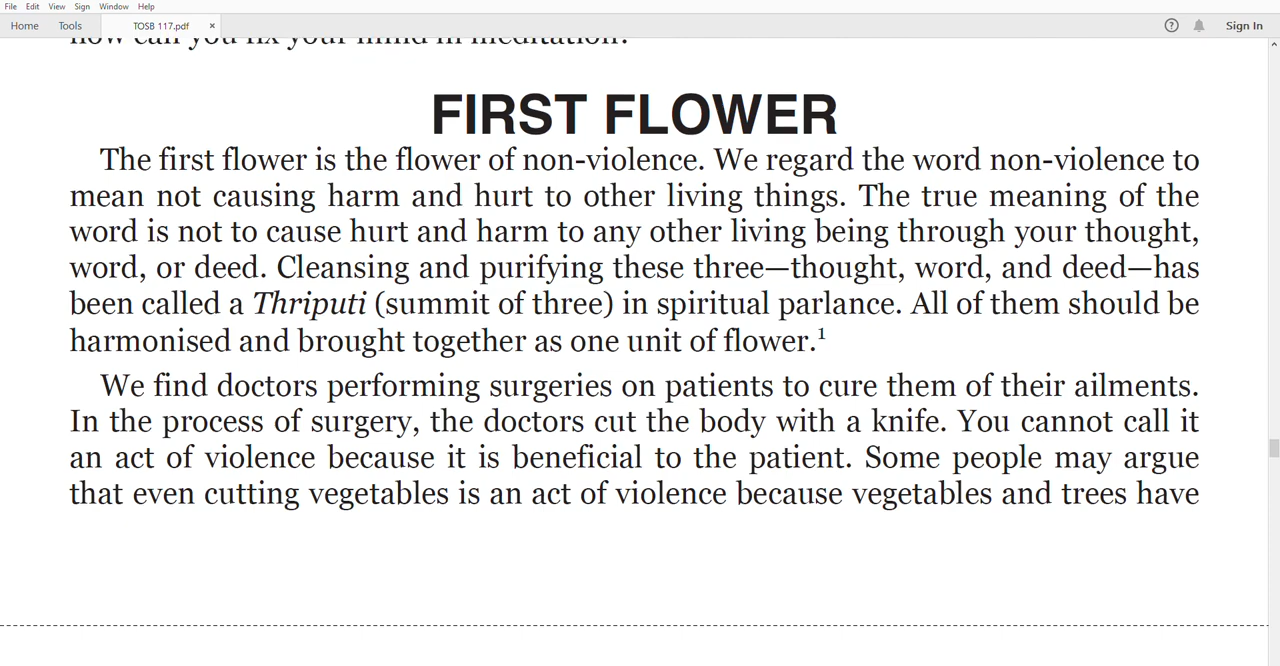 File Edit View Sign Window Help
Home Tools TOSB 117.pdf × ? Sign In
how can you fix your mind in meditation?
FIRST FLOWER
The first flower is the flower of non-violence. We regard the word non-violence to
mean not causing harm and hurt to other living things. The true meaning of the
word is not to cause hurt and harm to any other living being through your thought,
word, or deed. Cleansing and purifying these three—thought, word, and deed—has
been called a Thriputi (summit of three) in spiritual parlance. All of them should be
harmonised and brought together as one unit of flower.¹
We find doctors performing surgeries on patients to cure them of their ailments.
In the process of surgery, the doctors cut the body with a knife. You cannot call it
an act of violence because it is beneficial to the patient. Some people may argue
that even cutting vegetables is an act of violence because vegetables and trees have